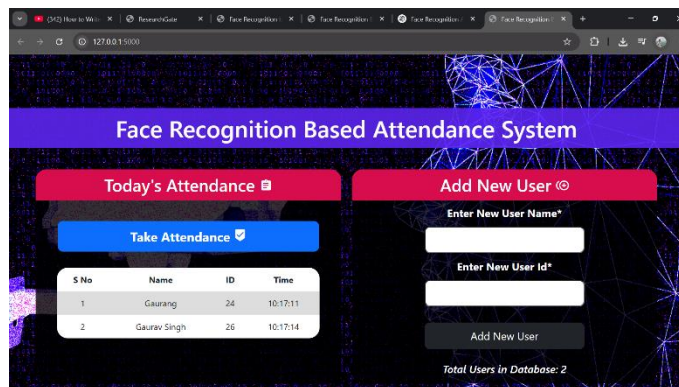 (342) How to Write
ResearchGate
Face Recognition
Face Recognition
Face Recognition
Face Recognition
127.0.0.1:5000
Face Recognition Based Attendance System
Today's Attendance
Take Attendance
S No Name ID Time
1 Gaurang 24 10:17:11
2 Gaurav Singh 26 10:17:14
Add New User
Enter New User Name*
Enter New User Id*
Add New User
Total Users in Database: 2